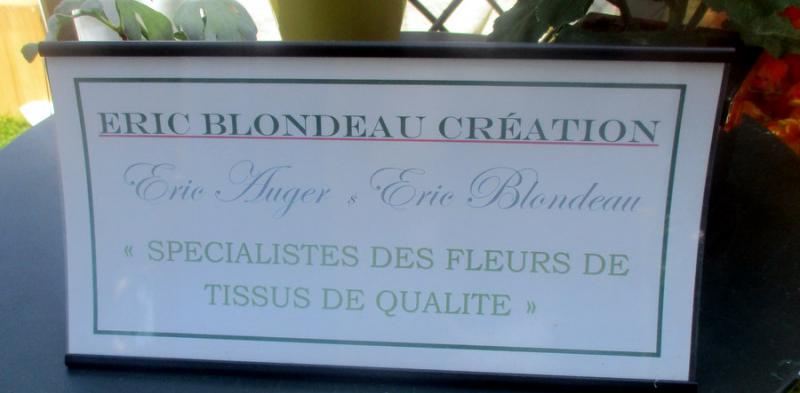 ERIC BLONDEAU CRÉATION
Eric Auger & Eric Blondeau
« SPECIALISTES DES FLEURS DE
TISSUS DE QUALITE »